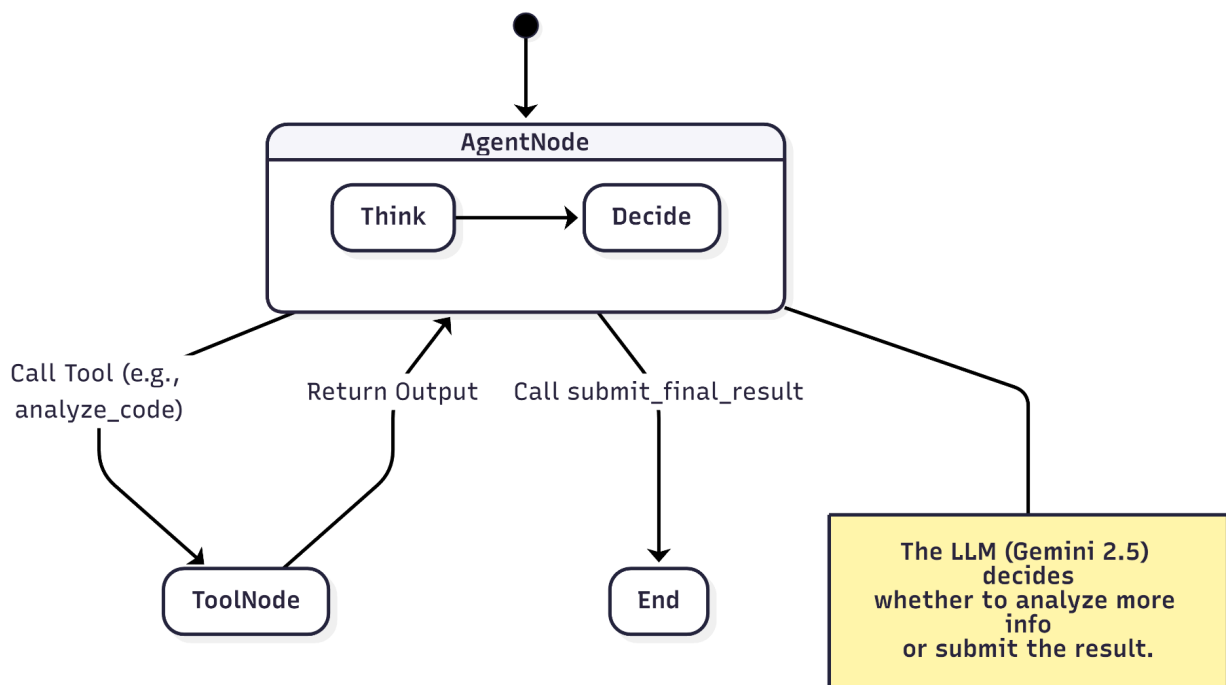 AgentNode
Think
Decide
Call Tool (e.g.,
analyze_code)
Return Output
Call submit_final_result
ToolNode
End
The LLM (Gemini 2.5)
decides
whether to analyze more
info
or submit the result.